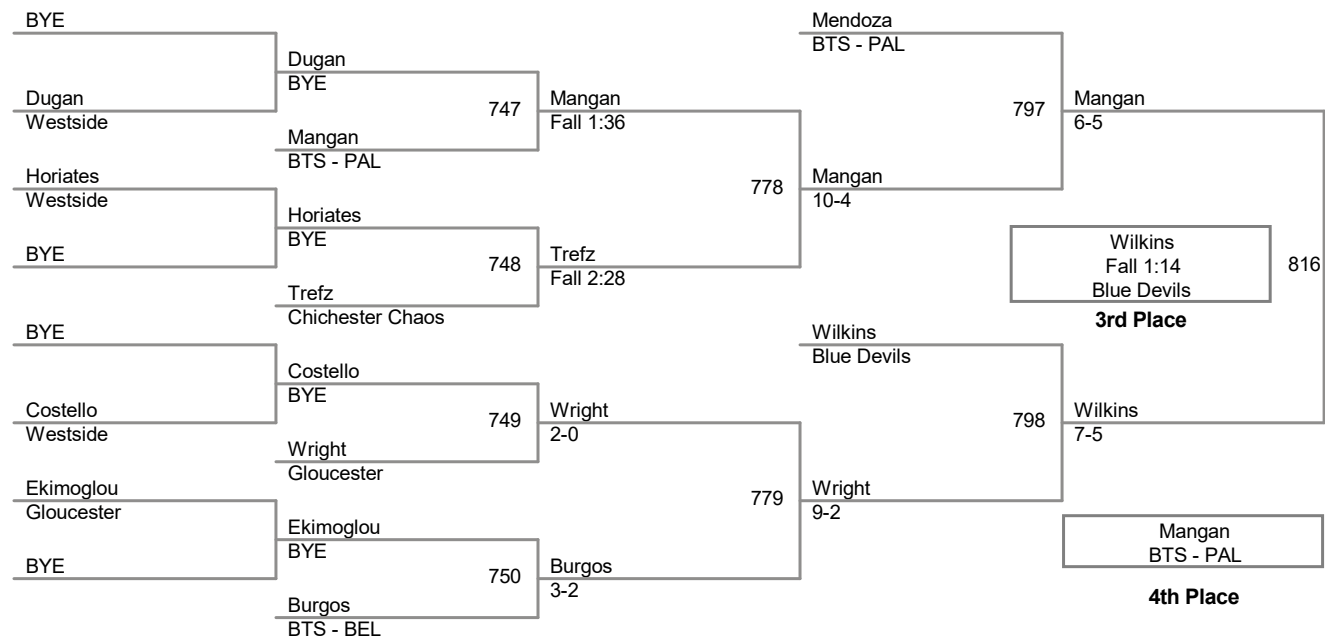 BYE
Dugan
Westside
Horiates
Westside
BYE
BYE
Costello
Westside
Ekimoglou
Gloucester
BYE
Dugan
BYE
747
Mangan
BTS - PAL
Horiates
BYE
748
Trefz
Chichester Chaos
Costello
BYE
749
Wright
Gloucester
Ekimoglou
BYE
750
Burgos
BTS - BEL
Mangan
Fall 1:36
778
Trefz
Fall 2:28
Wright
2-0
779
Burgos
3-2
Mendoza
BTS - PAL
797
Mangan
10-4
Wilkins
Blue Devils
798
Wright
9-2
Mangan
6-5
816
Wilkins
7-5
Wilkins
Fall 1:14
Blue Devils
3rd Place
Mangan
BTS - PAL
4th Place